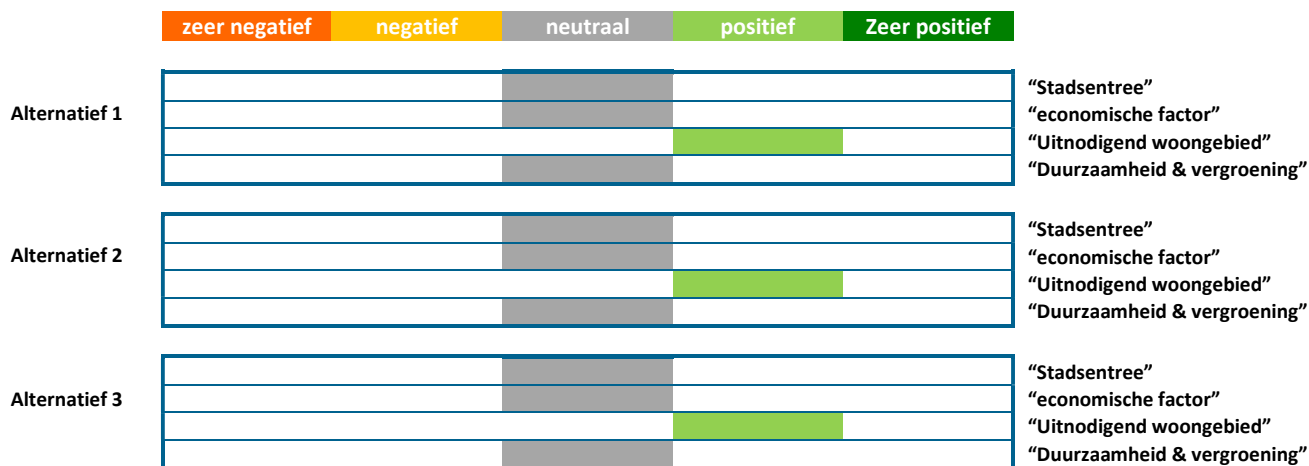 zeer negatief negatief neutraal positief Zeer positief
“Stadsentree”
Alternatief 1 “economische factor”
“Uitnodigend woongebied”
“Duurzaamheid & vergroening”
“Stadsentree”
Alternatief 2 “economische factor”
“Uitnodigend woongebied”
“Duurzaamheid & vergroening”
“Stadsentree”
Alternatief 3 “economische factor”
“Uitnodigend woongebied”
“Duurzaamheid & vergroening”